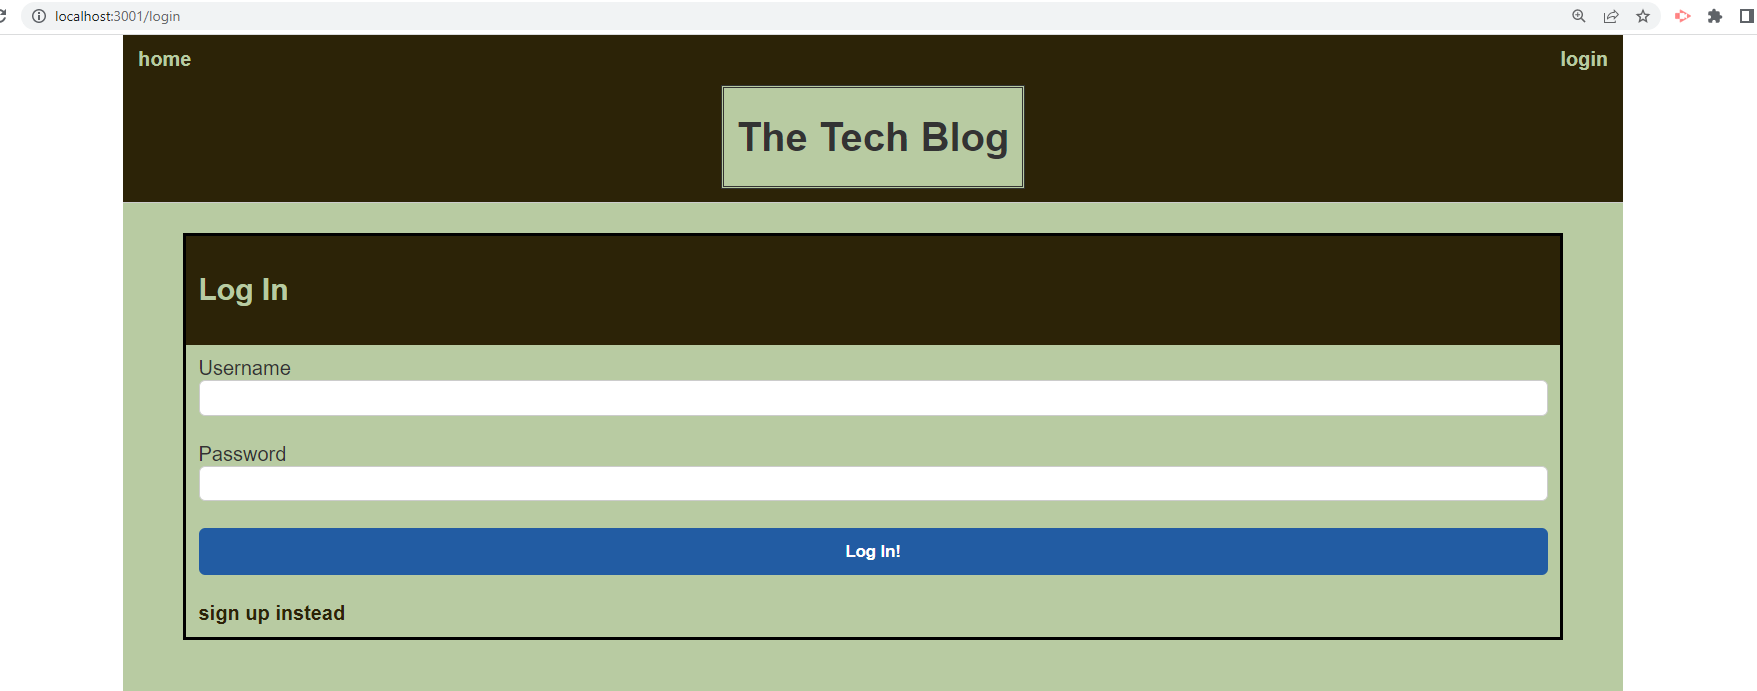 localhost:3001/login
home
login
The Tech Blog
Log In
Username
Password
Log In!
sign up instead